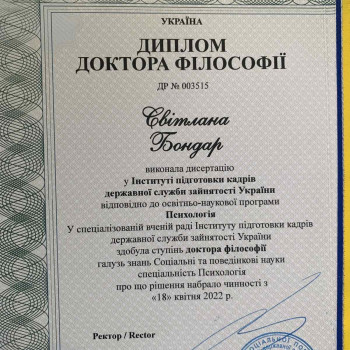 УКРАЇНА
ДИПЛОМ
ДОКТОРА ФІЛОСОФІЇ
ДР № 003515
Світлана
Бондар
виконала дисертацію
у Інституті підготовки кадрів
державної служби зайнятості України
відповідно до освітньо-наукової програми
Психологія
У спеціалізованій вченій раді Інституту підготовки кадрів
державної служби зайнятості України
здобула ступінь доктора філософії
галузь знань Соціальні та поведінкові науки
спеціальність Психологія
про що рішення набрало чинності з
«18» квітня 2022 р.
Ректор / Rector